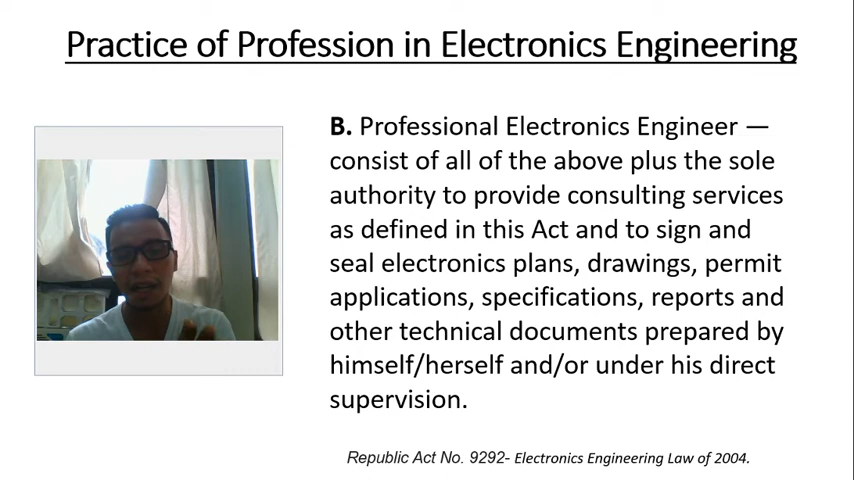 Practice of Profession in Electronics Engineering
B. Professional Electronics Engineer —
consist of all of the above plus the sole
authority to provide consulting services
as defined in this Act and to sign and
seal electronics plans, drawings, permit
applications, specifications, reports and
other technical documents prepared by
himself/herself and/or under his direct
supervision.
Republic Act No. 9292- Electronics Engineering Law of 2004.